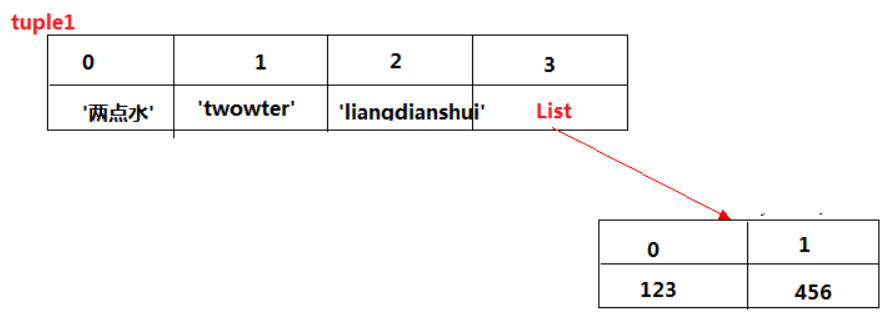 tuple1
0 1 2 3
'两点水' 'twowter' 'liangdianshui' List
0 1
123 456